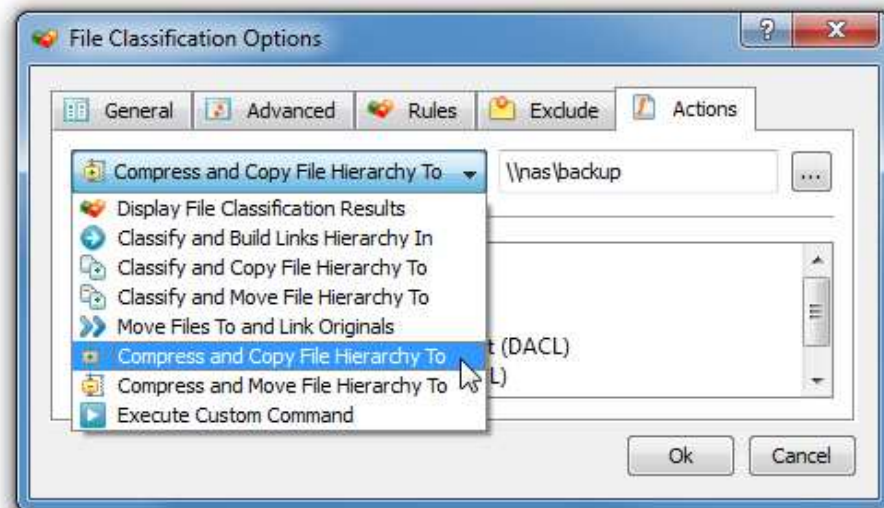 File Classification Options
General Advanced Rules Exclude Actions
Compress and Copy File Hierarchy To \\nas\backup ...
Display File Classification Results
Classify and Build Links Hierarchy In
Classify and Copy File Hierarchy To
Classify and Move File Hierarchy To
Move Files To and Link Originals
Compress and Copy File Hierarchy To t (DACL)
Compress and Move File Hierarchy To L)
Execute Custom Command
Ok Cancel